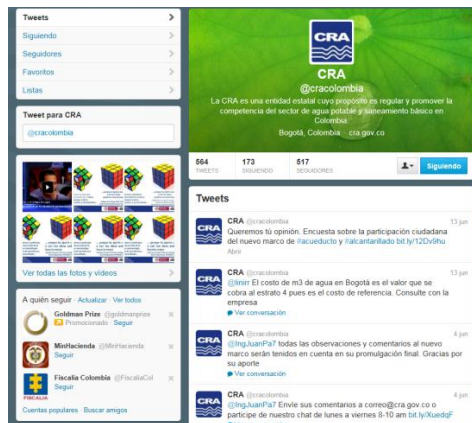 Tweets
Siguiendo
Seguidores
Favoritos
Listas
Tweet para CRA
@cracolombia
Ver todas las fotos y videos
A quién seguir · Actualizar · Ver todos
Goldman Prize @goldmanprize
Promocionado · Seguir
MinHacienda @MinHacienda
Seguir
Fiscalia Colombia @FiscaliaCol
Seguir
FISCALIA
Cuentas populares · Buscar amigos
CRA
CRA
@cracolombia
La CRA es una entidad estatal cuyo propósito es regular y promover la
competencia del sector de agua potable y saneamiento básico en
Colombia
Bogotá, Colombia · cra.gov.co
564 TWEETS
173 SIGUIENDO
517 SEGUIDORES
Siguiendo
Tweets
CRA
CRA @cracolombia 13 jun
Queremos tú opinión. Encuesta sobre la participación ciudadana
del nuevo marco de #acueducto y #alcantarillado bit.ly/12Dv9hu
Abrir
CRA
CRA @cracolombia 13 jun
El costo de m3 de agua en Bogotá es el valor que se
cobra al estrato 4 pues es el costo de referencia. Consulte con la
empresa
Ver conversación
CRA
CRA @cracolombia 4 jun
@IngJuanPa7 todas las observaciones y comentarios al nuevo
marco serán tenidos en cuenta en su promulgación final. Gracias por
su aporte
Ver conversación
CRA
CRA @cracolombia 4 jun
@IngJuanPa7 Envíe sus comentarios a correo@cra.gov.co o
participe de nuestro chat de lunes a viernes 8-10 am bit.ly/XuedqF